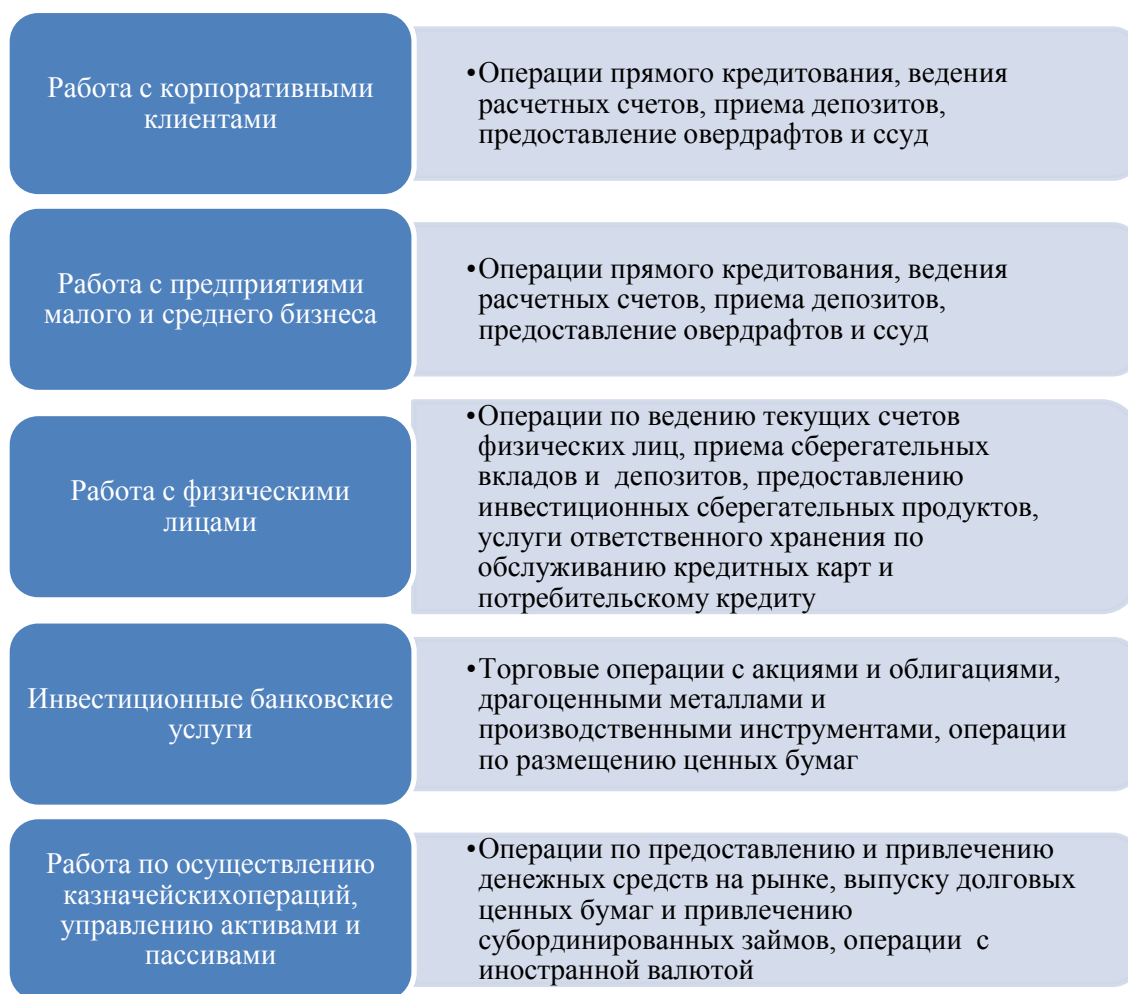 Работа с корпоративными
клиентами
•Операции прямого кредитования, ведения
расчетных счетов, приема депозитов,
предоставление овердрафтов и ссуд
Работа с предприятиями
малого и среднего бизнеса
•Операции прямого кредитования, ведения
расчетных счетов, приема депозитов,
предоставление овердрафтов и ссуд
Работа с физическими
лицами
•Операции по ведению текущих счетов
физических лиц, приема сберегательных
вкладов и  депозитов, предоставлению
инвестиционных сберегательных продуктов,
услуги ответственного хранения по
обслуживанию кредитных карт и
потребительскому кредиту
Инвестиционные банковские
услуги
•Торговые операции с акциями и облигациями,
драгоценными металлами и
производственными инструментами, операции
по размещению ценных бумаг
Работа по осуществлению
казначейскихопераций,
управлению активами и
пассивами
•Операции по предоставлению и привлечению
денежных средств на рынке, выпуску долговых
ценных бумаг и привлечению
субординированных займов, операции  с
иностранной валютой